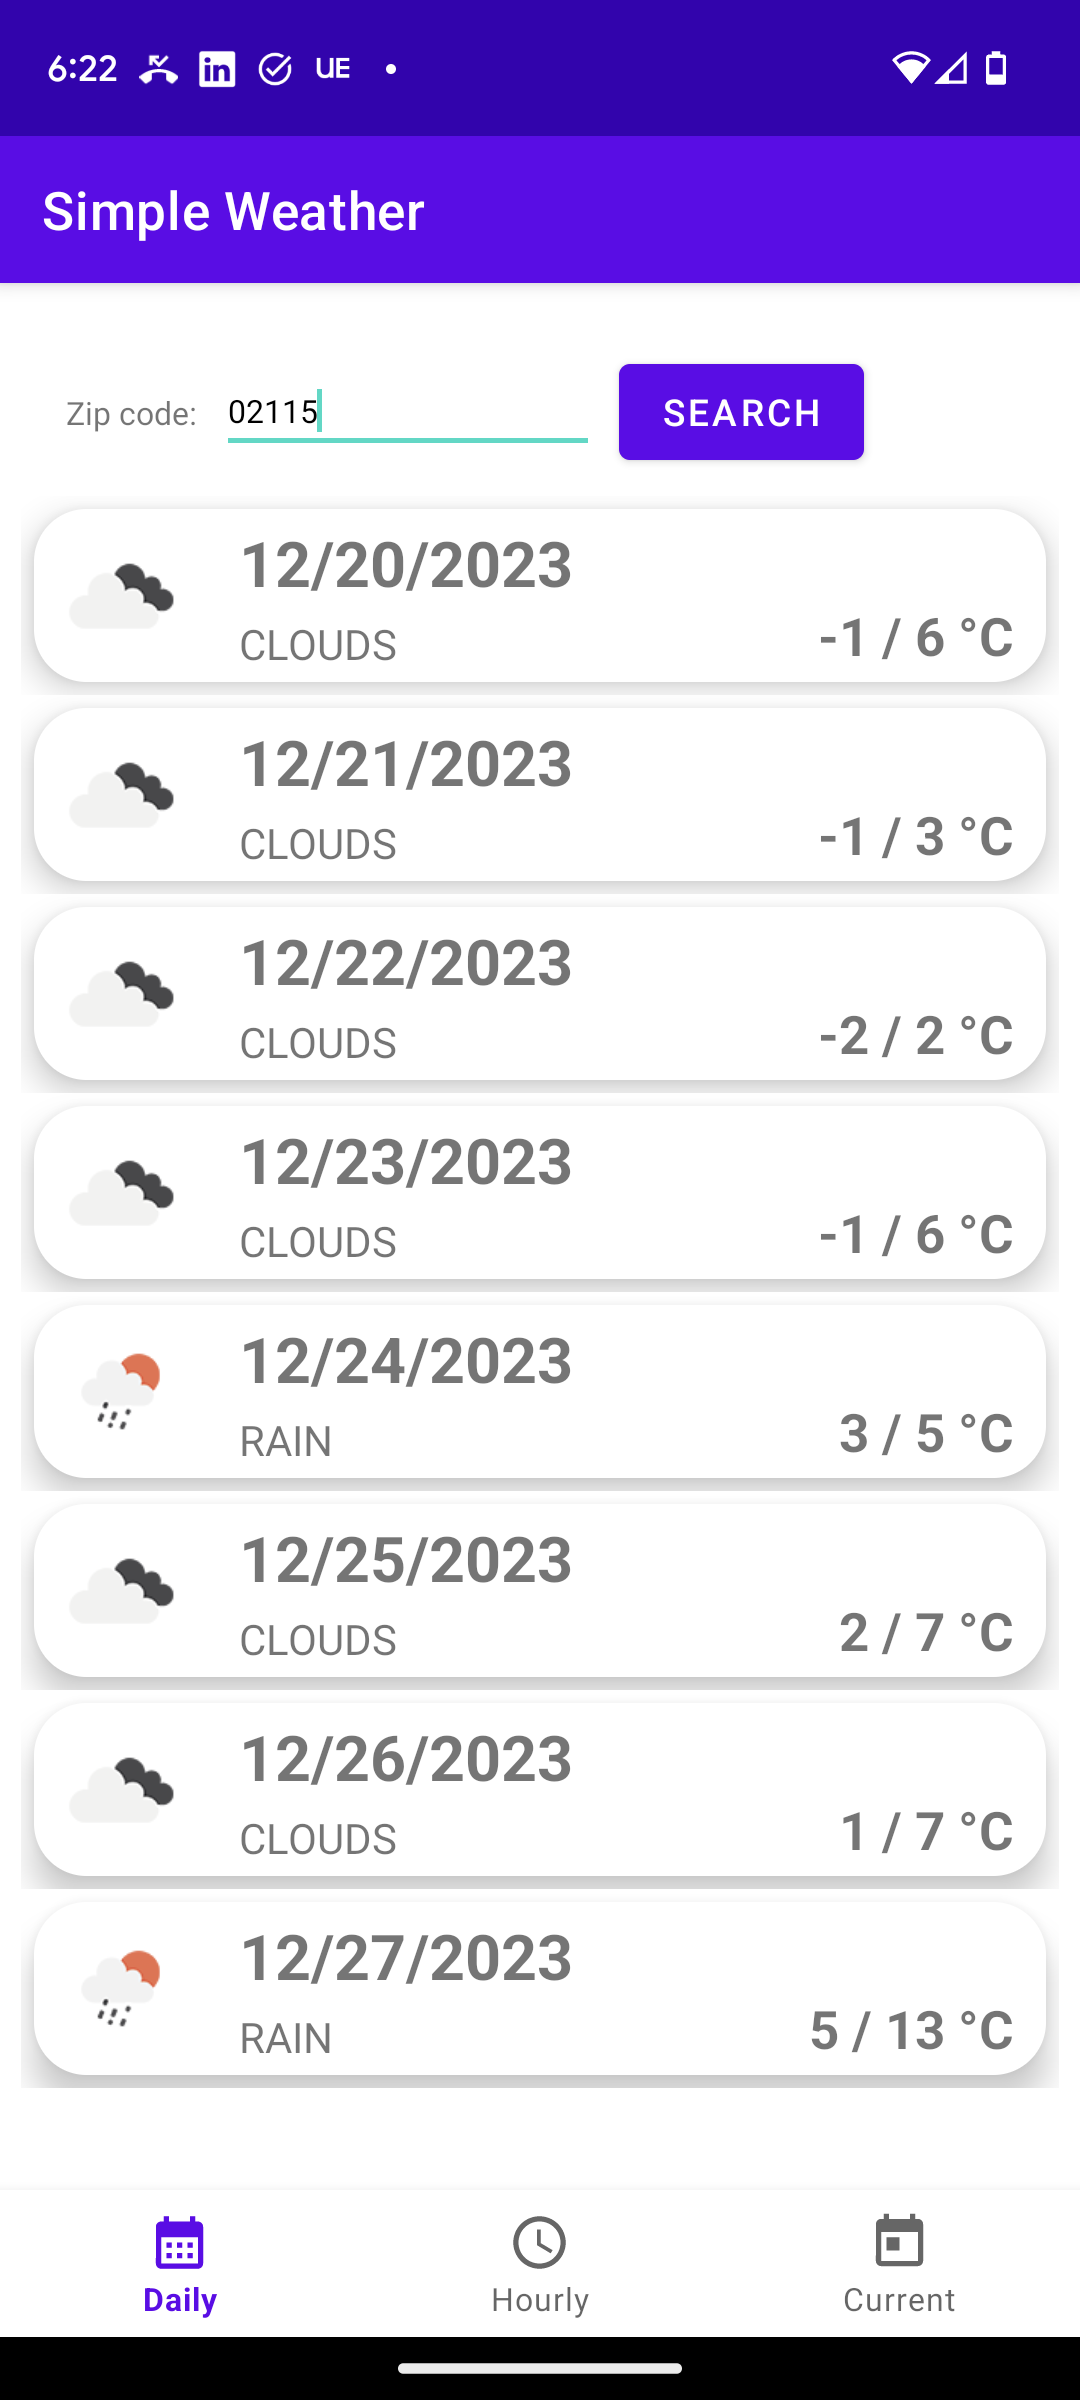 6:22 in UE
Simple Weather
Zip code: 02115 SEARCH
12/20/2023
CLOUDS -1 / 6 °C
12/21/2023
CLOUDS -1 / 3 °C
12/22/2023
CLOUDS -2 / 2 °C
12/23/2023
CLOUDS -1 / 6 °C
12/24/2023
RAIN 3 / 5 °C
12/25/2023
CLOUDS 2 / 7 °C
12/26/2023
CLOUDS 1 / 7 °C
12/27/2023
RAIN 5 / 13 °C
Daily Hourly Current